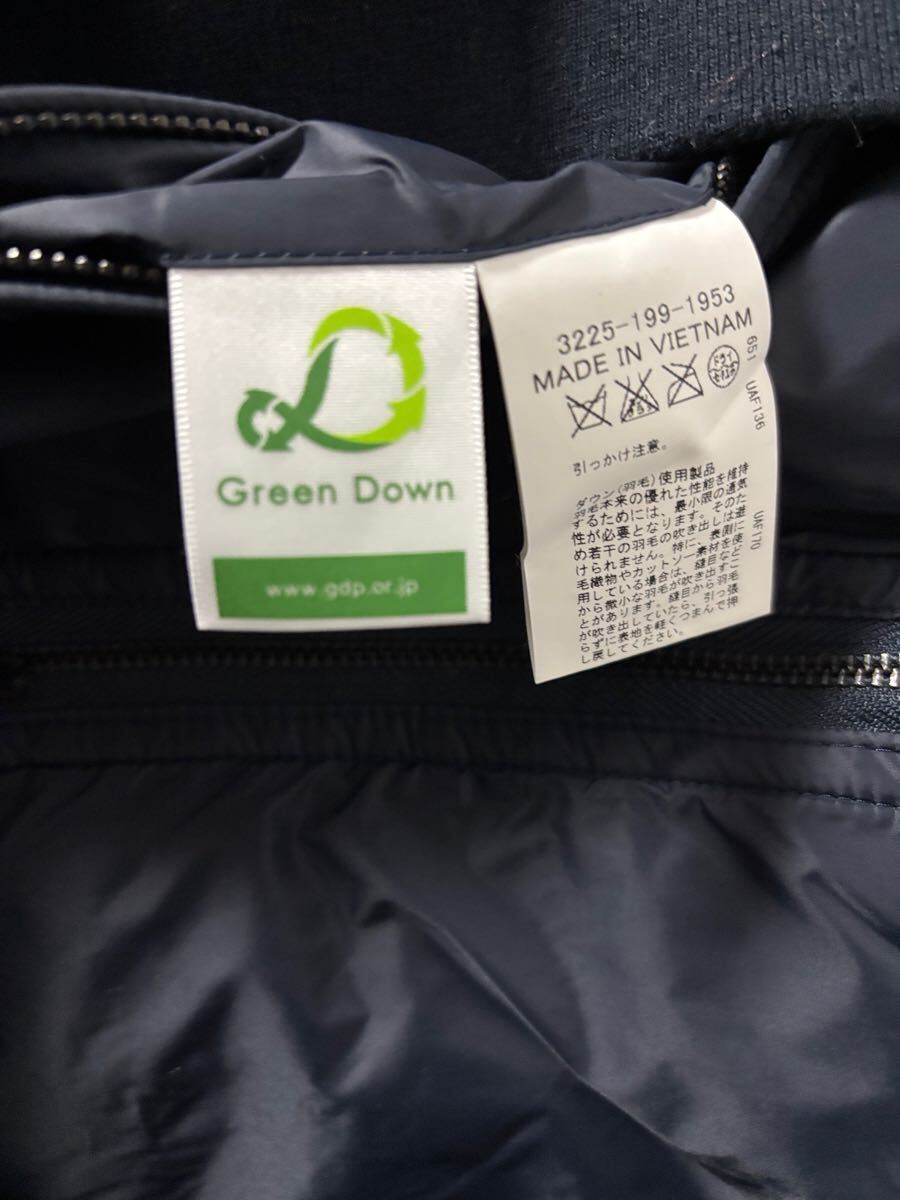 Green Down
www.gdp.or.jp
3225-199-1953
MADE IN VIETNAM
ドライ
引っかけ注意。
ダウン(羽毛)使用製品
羽毛本来の優れた性能を維持
するためには、最小限の通気
性が必要となります。そのた
め若干の羽毛の吹き出しは避
けられません。特に、表側に
毛織物やカットソー素材を使
用している場合は、縫目など
から微小な羽毛が吹き出すこ
とがあります。縫目から羽毛
が吹き出していたら、引っ張
らずに表地を軽くつまんで押
し戻してください。
651
UAF136
UAF170